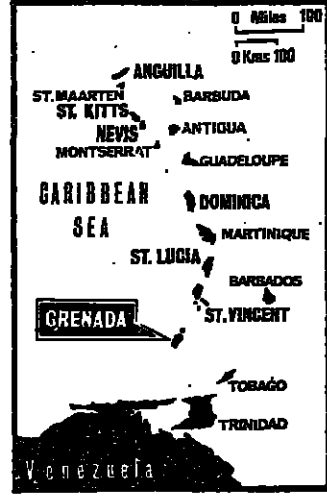 0 Miles 100
0 Kms 100
ANGUILLA
ST. MAARTEN
BARBUDA
ST. KITTS
NEVIS
ANTIGUA
MONTSERRAT
GUADELOUPE
CARIBBEAN
SEA
DOMINICA
MARTINIQUE
ST. LUCIA
BARBADOS
ST. VINCENT
GRENADA
TOBAGO
TRINIDAD
Venezuela